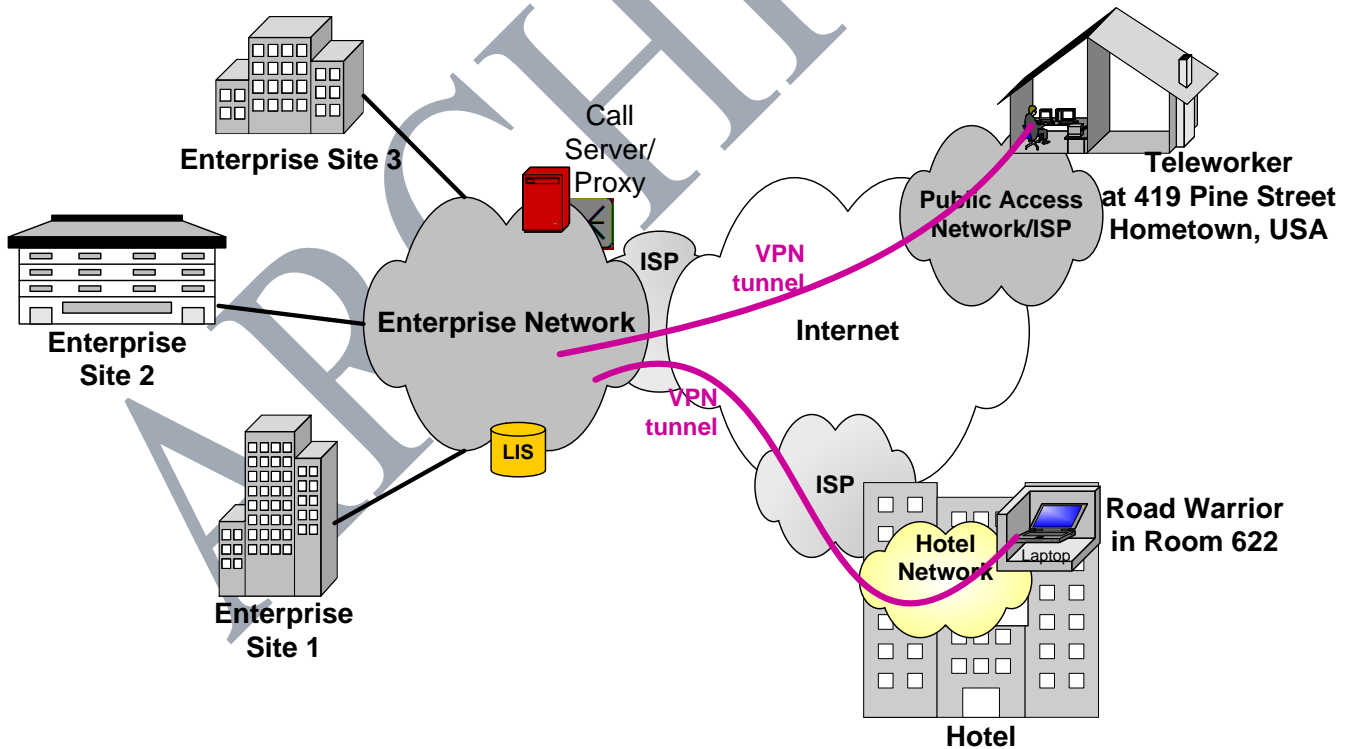 ARCHI
Enterprise Site 3
Call
Server/
Proxy
Teleworker
at 419 Pine Street
Hometown, USA
Public Access
Network/ISP
ISP
VPN
tunnel
Enterprise Network
Internet
Enterprise
Site 2
VPN
tunnel
LIS
ISP
Road Warrior
in Room 622
Hotel
Network
Laptop
Enterprise
Site 1
Hotel